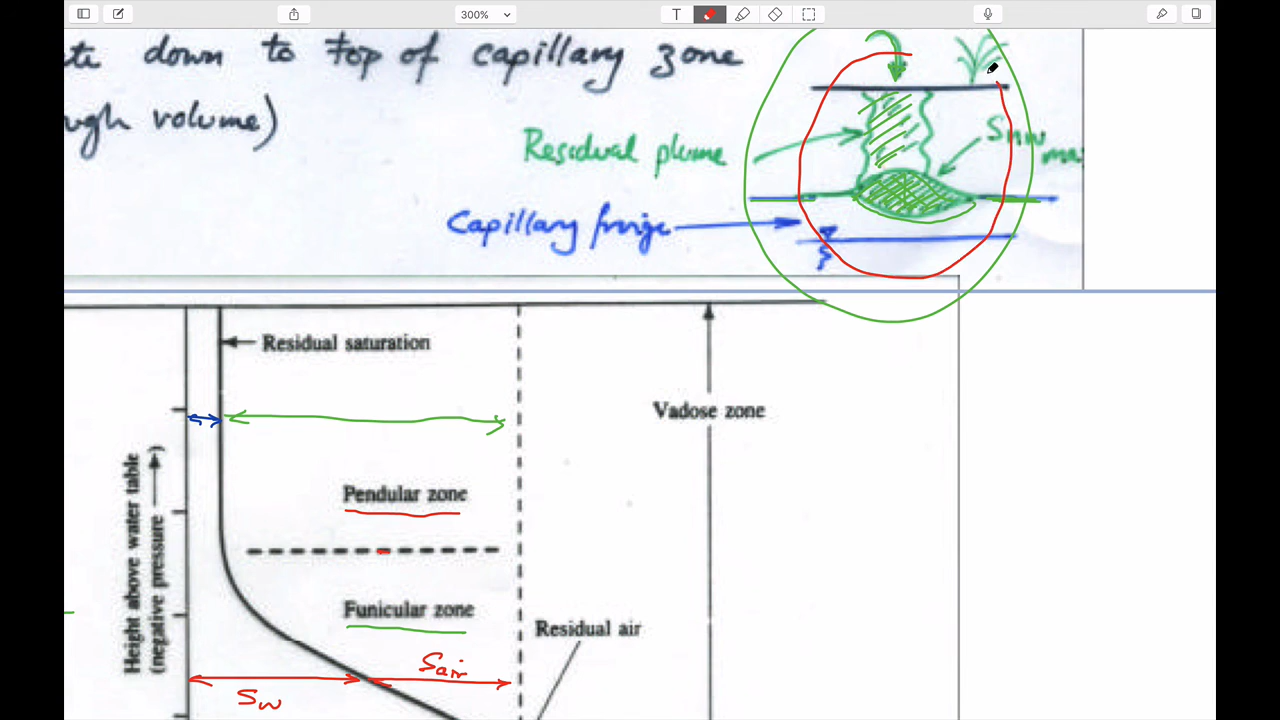 300%
T
down to top of capillary zone
volume)
Residual plume
Capillary fringe
Residual saturation
Vadose zone
Pendular zone
Height above water table
(negative pressure
Funicular zone
Residual air
Sair
Sw